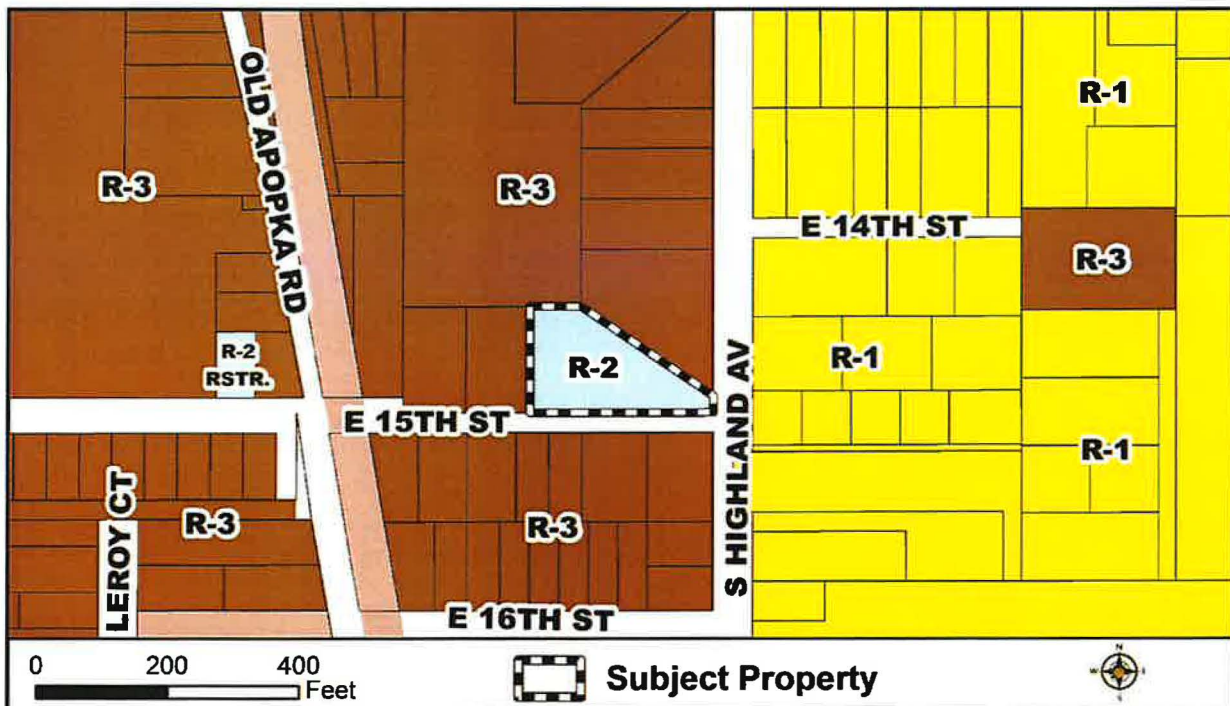 R-1
OLD APOPKA RD
R-3
R-3
E 14TH ST
R-3
R-2
RSTR.
R-2
R-1
S HIGHLAND AV
E 15TH ST
R-1
LEROY CT
R-3
R-3
E 16TH ST
0 200 400
Feet
Subject Property
N
W E
S